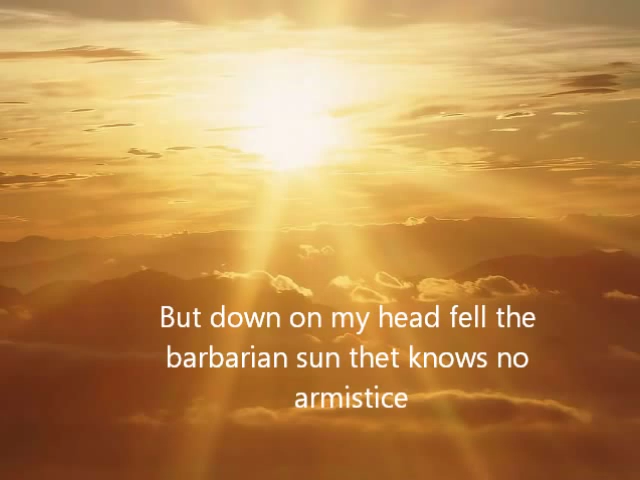 But down on my head fell the
barbarian sun thet knows no
armistice